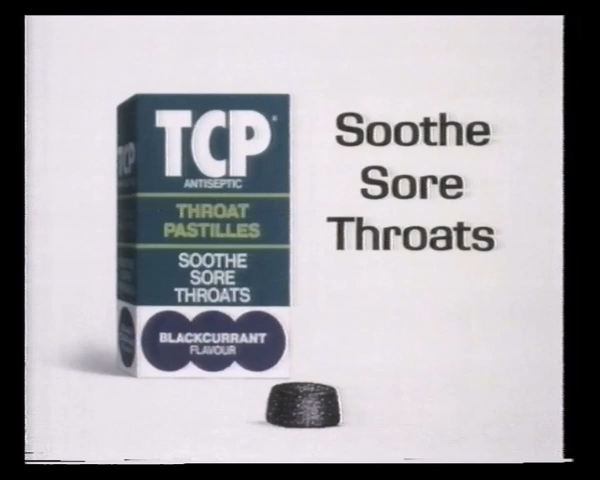 TCP®
ANTISEPTIC
THROAT
PASTILLES
SOOTHE
SORE
THROATS
BLACKCURRANT
FLAVOUR
Soothe
Sore
Throats